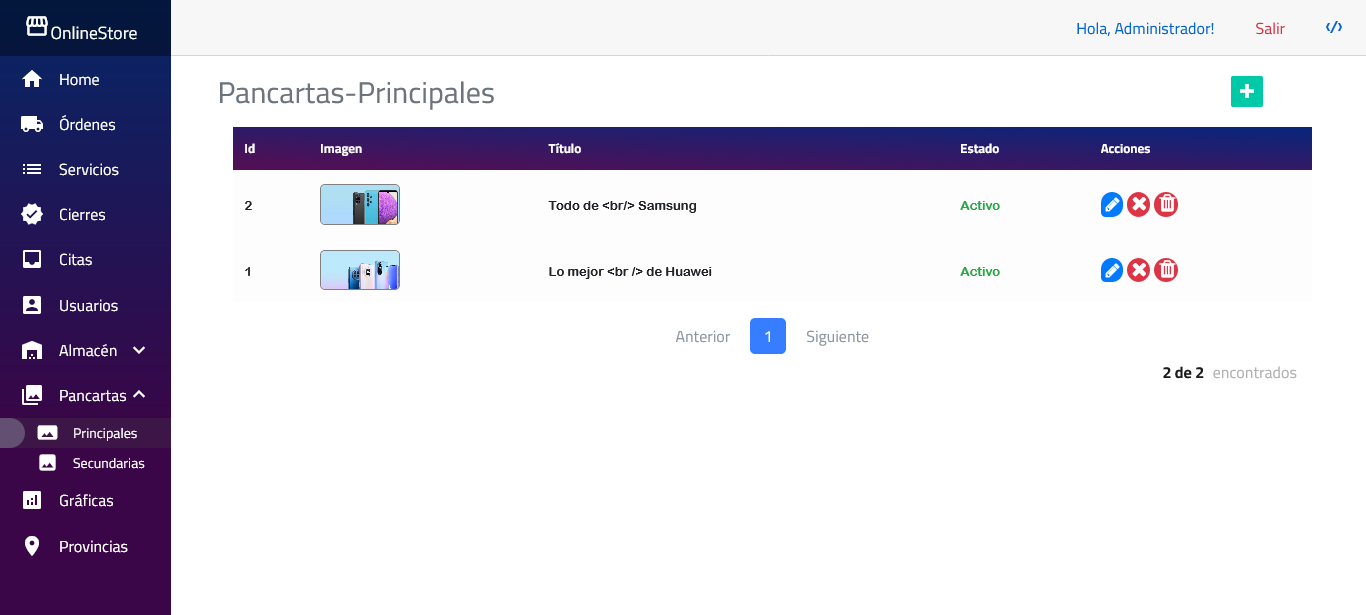 OnlineStore
Hola, Administrador!
Salir
Home
Órdenes
Servicios
Cierres
Citas
Usuarios
Almacén
Pancartas
Principales
Secundarias
Gráficas
Provincias
Pancartas-Principales
Id Imagen Título Estado Acciones
2 Todo de <br/> Samsung Activo
1 Lo mejor <br /> de Huawei Activo
Anterior 1 Siguiente
2 de 2 encontrados